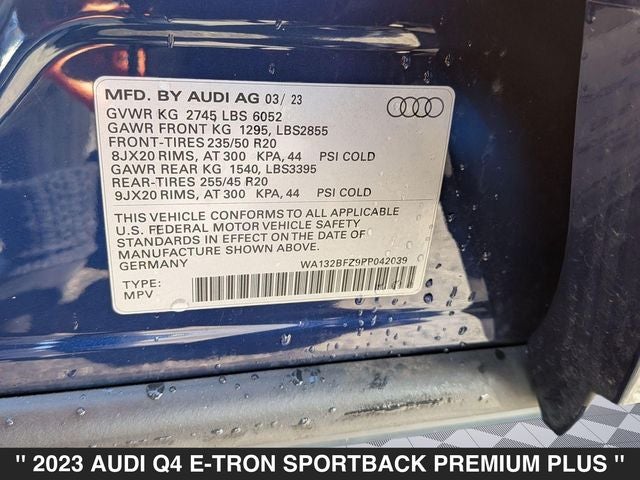 MFD. BY AUDI AG 03/ 23
GVWR KG 2745 LBS 6052
GAWR FRONT KG 1295, LBS2855
FRONT-TIRES 235/50 R20
8JX20 RIMS, AT 300 KPA, 44 PSI COLD
GAWR REAR KG 1540, LBS3395
REAR-TIRES 255/45 R20
9JX20 RIMS, AT 300 KPA, 44 PSI COLD
THIS VEHICLE CONFORMS TO ALL APPLICABLE
U.S. FEDERAL MOTOR VEHICLE SAFETY
STANDARDS IN EFFECT ON THE DATE OF
MANUFACTURE SHOWN ABOVE.
GERMANY WA132BFZ9PP042039
TYPE:
MPV
" 2023 AUDI Q4 E-TRON SPORTBACK PREMIUM PLUS "